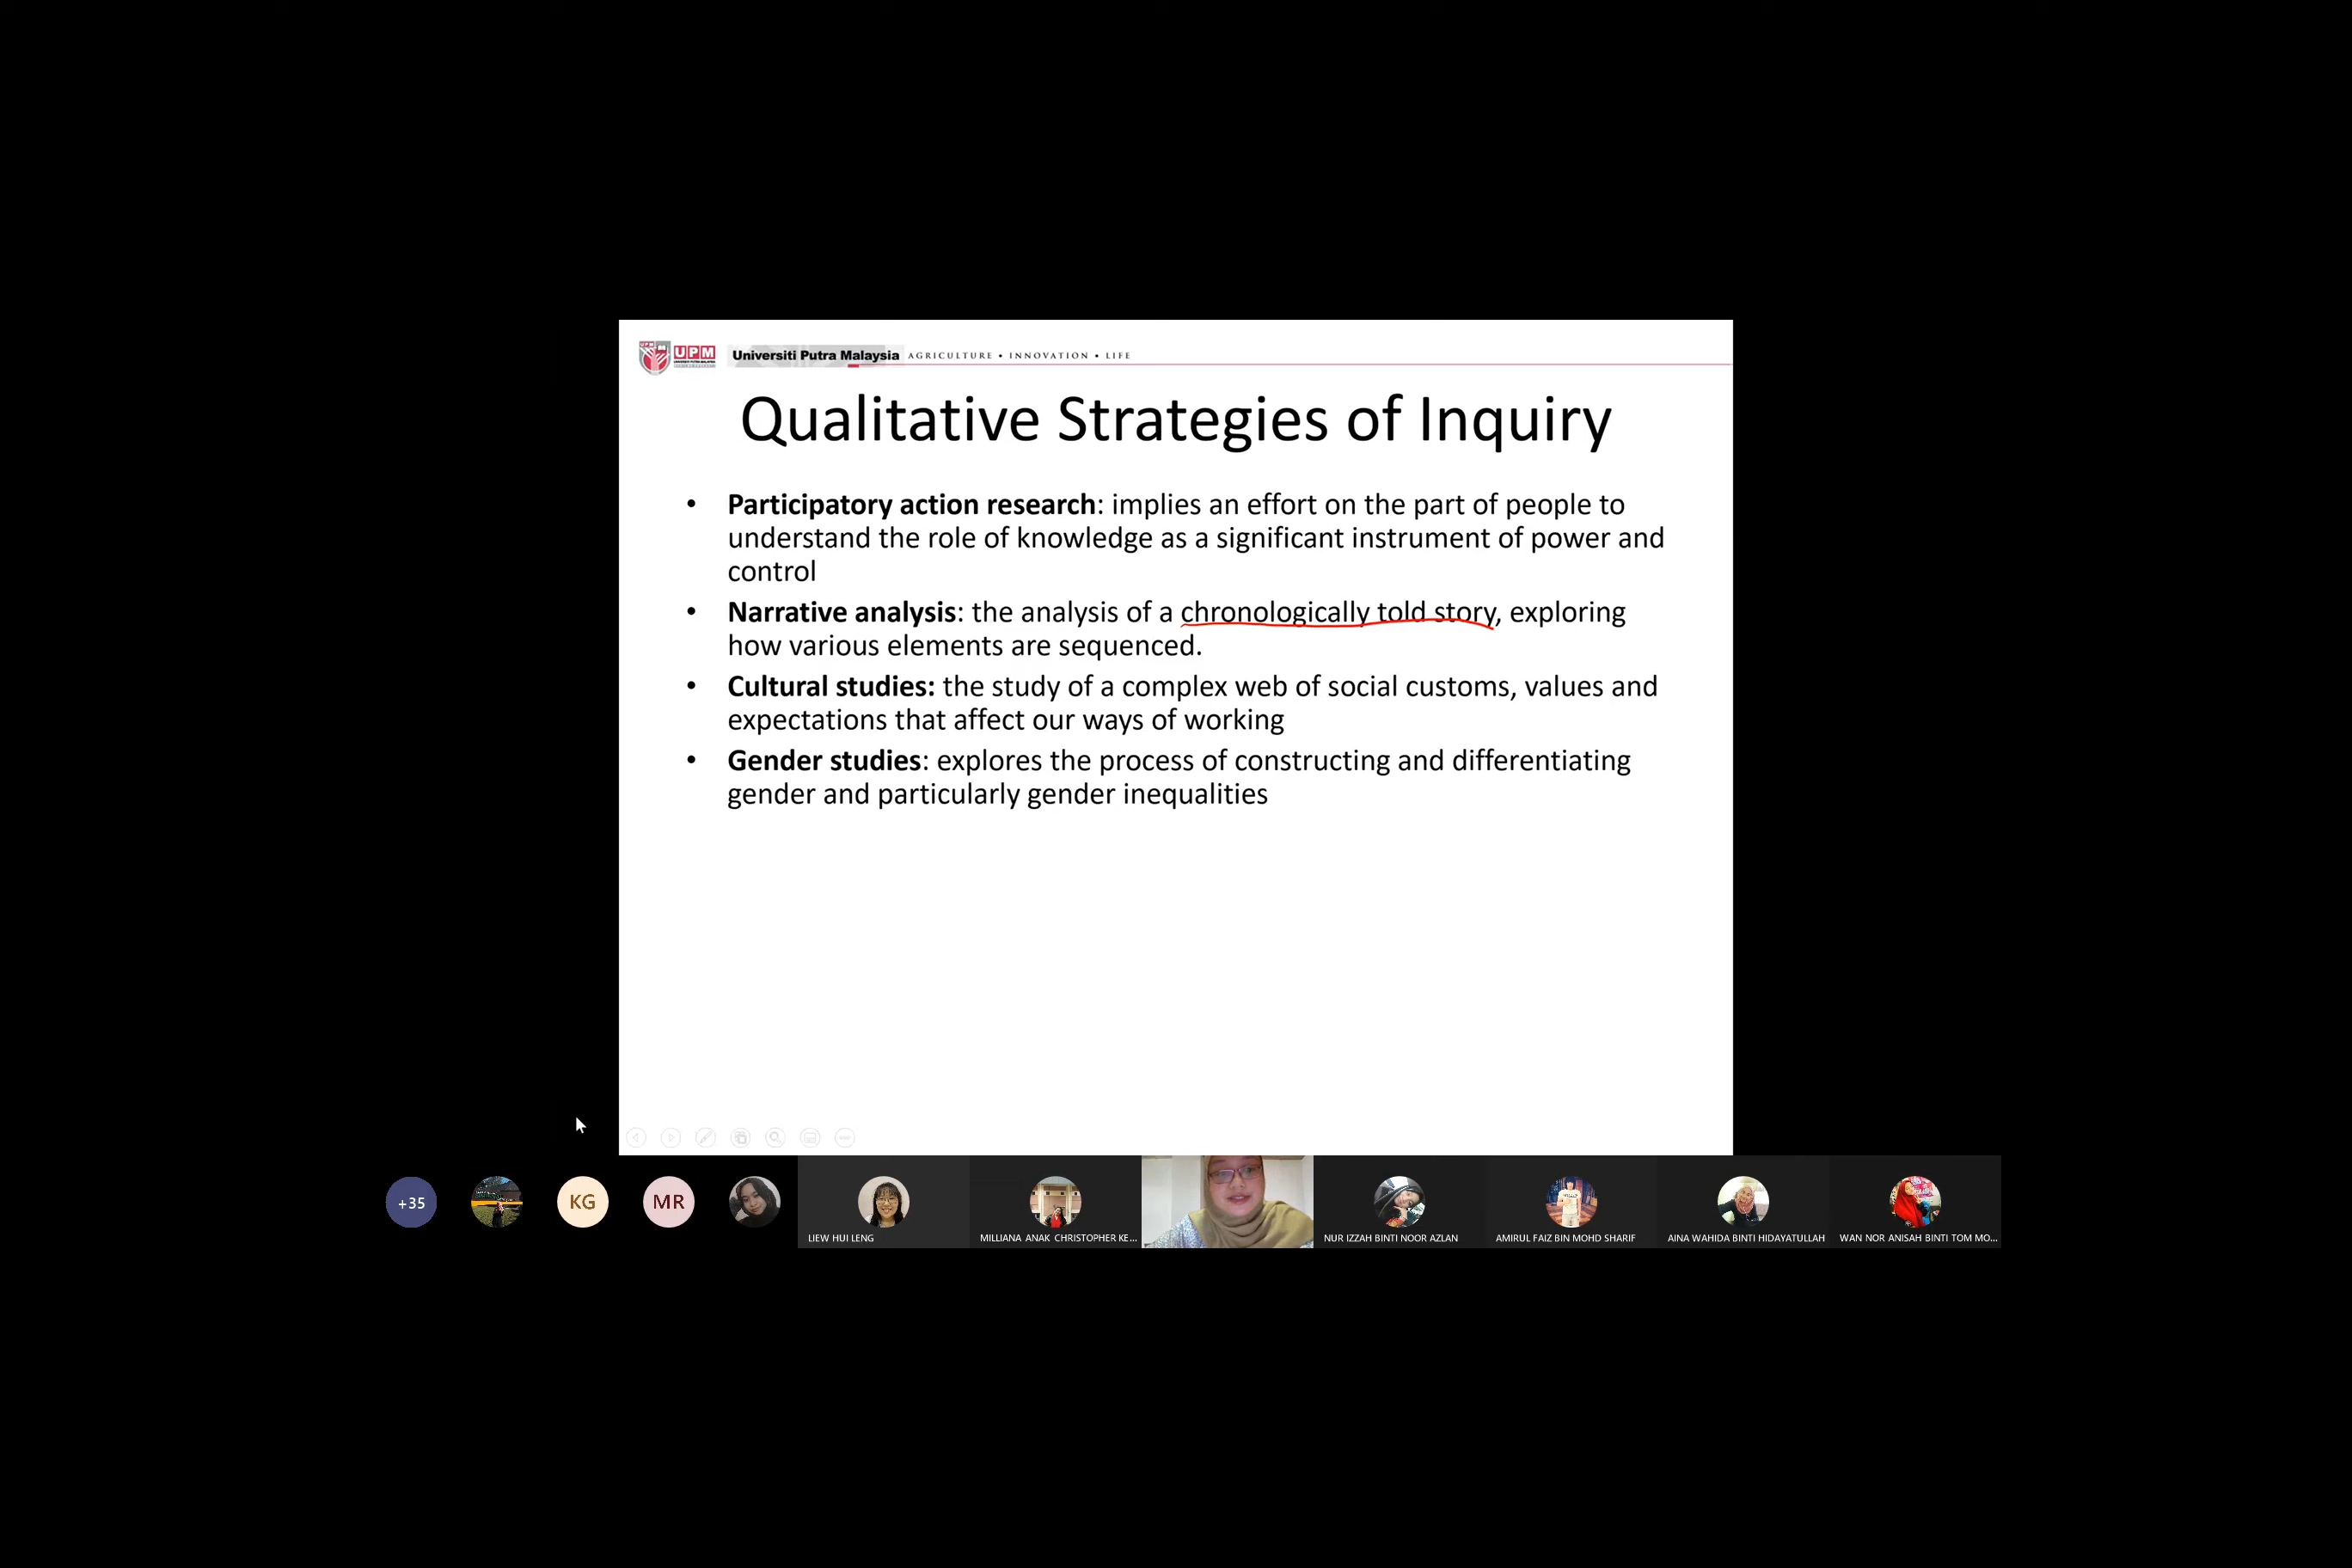 UPM
Universiti Putra Malaysia AGRICULTURE • INNOVATION • LIFE
Qualitative Strategies of Inquiry
• Participatory action research: implies an effort on the part of people to
understand the role of knowledge as a significant instrument of power and
control
• Narrative analysis: the analysis of a chronologically told story, exploring
how various elements are sequenced.
• Cultural studies: the study of a complex web of social customs, values and
expectations that affect our ways of working
• Gender studies: explores the process of constructing and differentiating
gender and particularly gender inequalities
+35
KG
MR
LIEW HUI LENG
MILLIANA ANAK CHRISTOPHER KE...
NUR IZZAH BINTI NOOR AZLAN
AMIRUL FAIZ BIN MOHD SHARIF
AINA WAHIDA BINTI HIDAYATULLAH
WAN NOR ANISAH BINTI TOM MO...